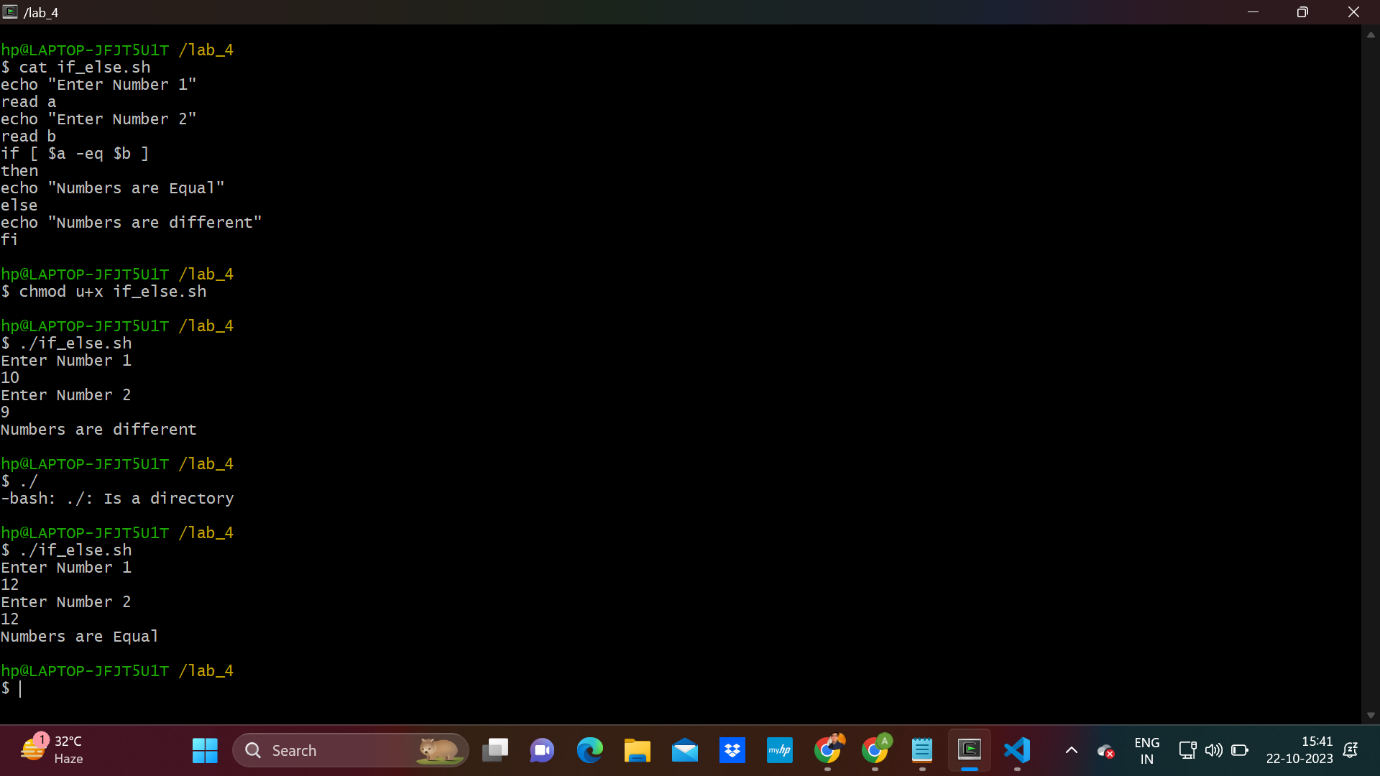 /lab_4
hp@LAPTOP-JFJT5U1T /lab_4
$ cat if_else.sh
echo "Enter Number 1"
read a
echo "Enter Number 2"
read b
if [ $a -eq $b ]
then
echo "Numbers are Equal"
else
echo "Numbers are different"
fi
hp@LAPTOP-JFJT5U1T /lab_4
$ chmod u+x if_else.sh
hp@LAPTOP-JFJT5U1T /lab_4
$ ./if_else.sh
Enter Number 1
10
Enter Number 2
9
Numbers are different
hp@LAPTOP-JFJT5U1T /lab_4
$ ./
-bash: ./: Is a directory
hp@LAPTOP-JFJT5U1T /lab_4
$ ./if_else.sh
Enter Number 1
12
Enter Number 2
12
Numbers are Equal
hp@LAPTOP-JFJT5U1T /lab_4
$
1
32°C
Haze
Search
myhp
A
ENG
IN
15:41
22-10-2023